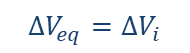 ΔV_eq = ΔV_i